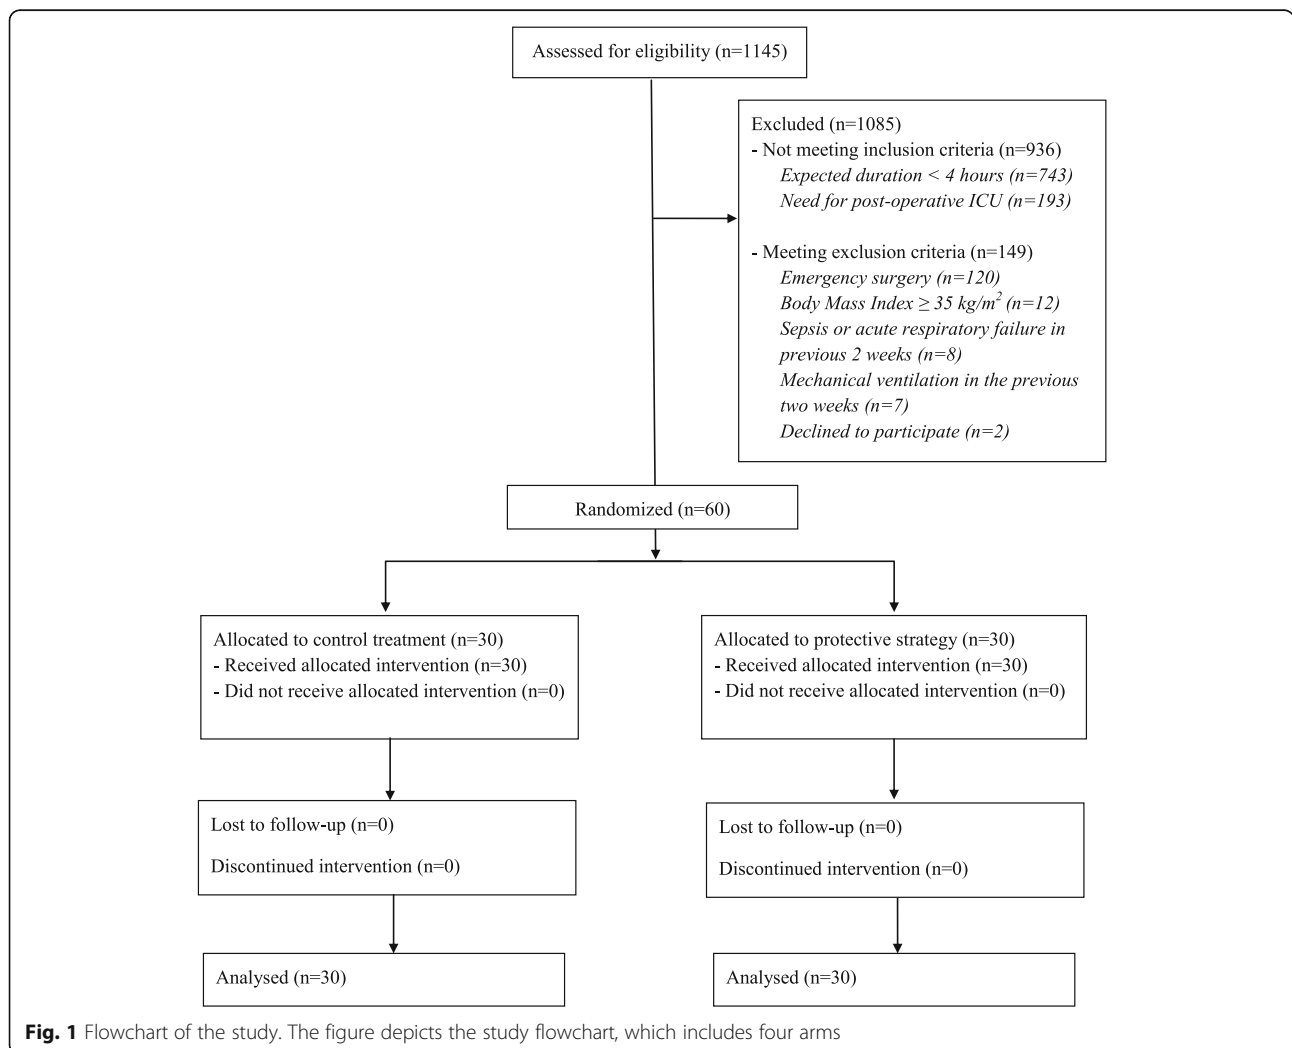 Assessed for eligibility (n=1145)
Excluded (n=1085)
- Not meeting inclusion criteria (n=936)
Expected duration < 4 hours (n=743)
Need for post-operative ICU (n=193)
- Meeting exclusion criteria (n=149)
Emergency surgery (n=120)
Body Mass Index ≥ 35 kg/m² (n=12)
Sepsis or acute respiratory failure in
previous 2 weeks (n=8)
Mechanical ventilation in the previous
two weeks (n=7)
Declined to participate (n=2)
Randomized (n=60)
Allocated to control treatment (n=30)
- Received allocated intervention (n=30)
- Did not receive allocated intervention (n=0)
Allocated to protective strategy (n=30)
- Received allocated intervention (n=30)
- Did not receive allocated intervention (n=0)
Lost to follow-up (n=0)
Discontinued intervention (n=0)
Lost to follow-up (n=0)
Discontinued intervention (n=0)
Analysed (n=30)
Analysed (n=30)
Fig. 1 Flowchart of the study. The figure depicts the study flowchart, which includes four arms